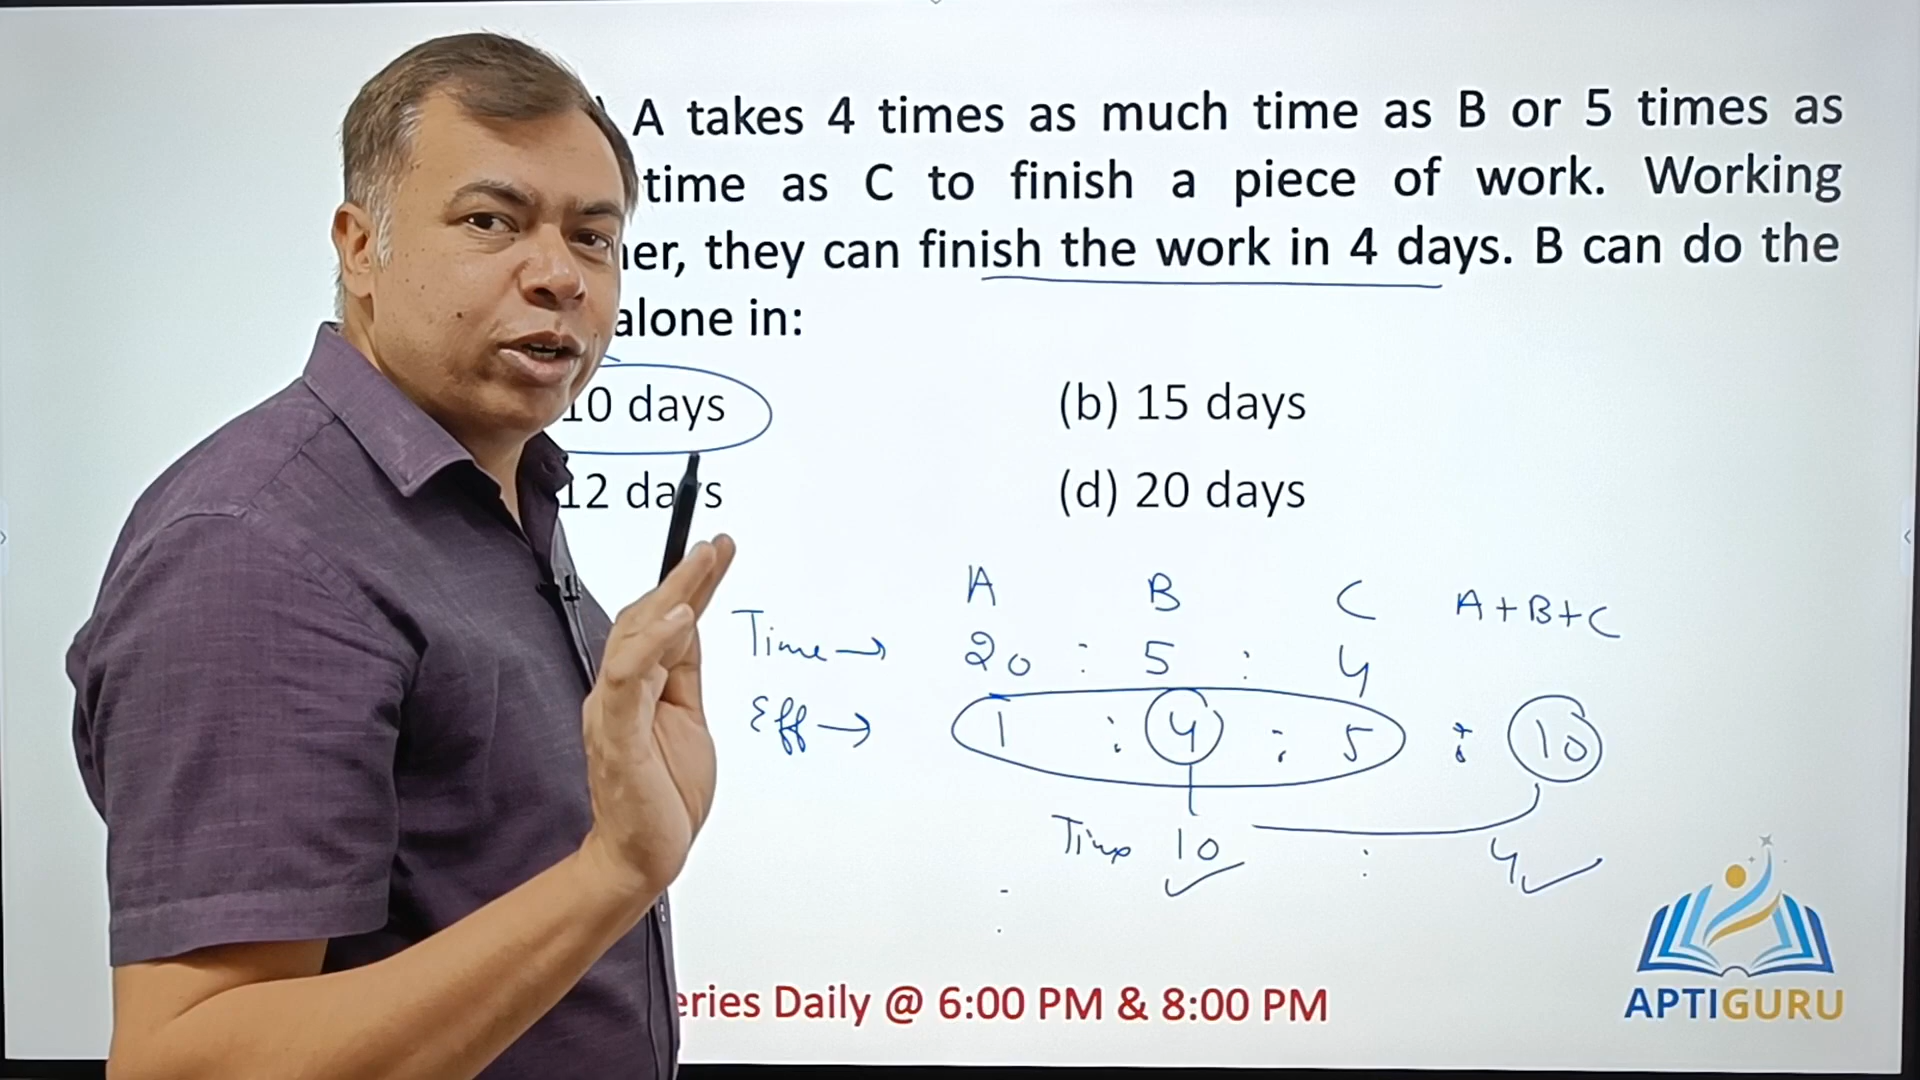 A takes 4 times as much time as B or 5 times as
time as C to finish a piece of work. Working
her, they can finish the work in 4 days. B can do the
alone in:
10 days (b) 15 days
12 days (d) 20 days
A B C A+B+C
Time → 20 : 5 : 4
Eff → 1 : 4 : 5 : 10
Time 10 : 4
eries Daily @ 6:00 PM & 8:00 PM
APTIGURU